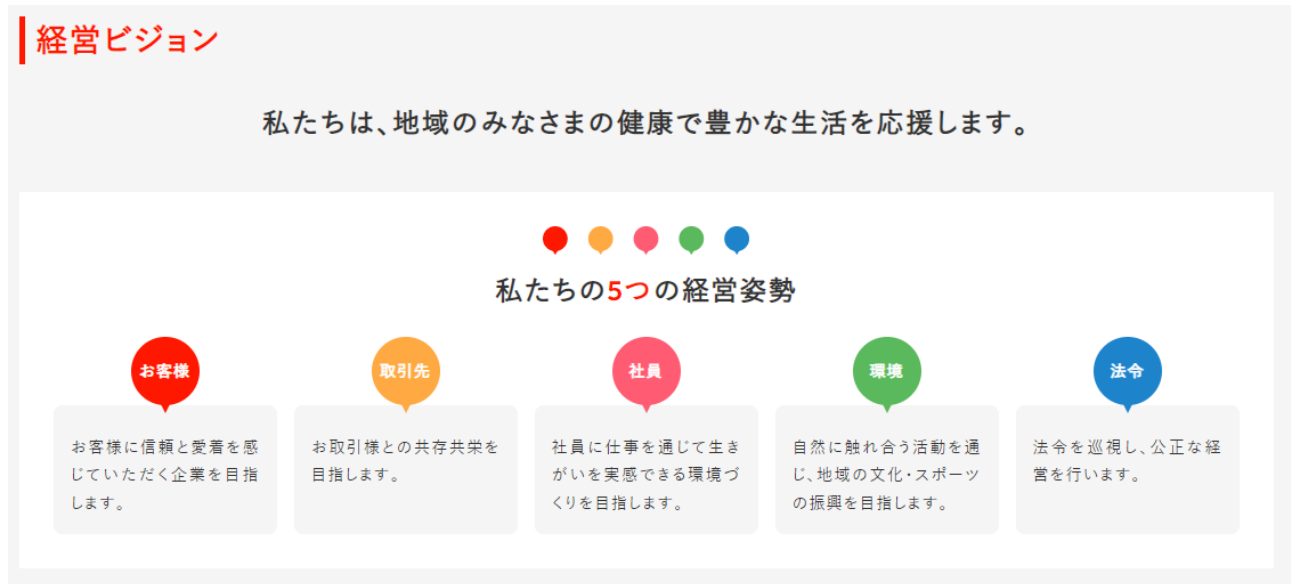 経営ビジョン
私たちは、地域のみなさまの健康で豊かな生活を応援します。
私たちの5つの経営姿勢
お客様
お客様に信頼と愛着を感
じていただく企業を目指
します。
取引先
お取引様との共存共栄を
目指します。
社員
社員に仕事を通じて生き
がいを実感できる環境づ
くりを目指します。
環境
自然に触れ合う活動を通
じ、地域の文化・スポーツ
の振興を目指します。
法令
法令を巡視し、公正な経
営を行います。